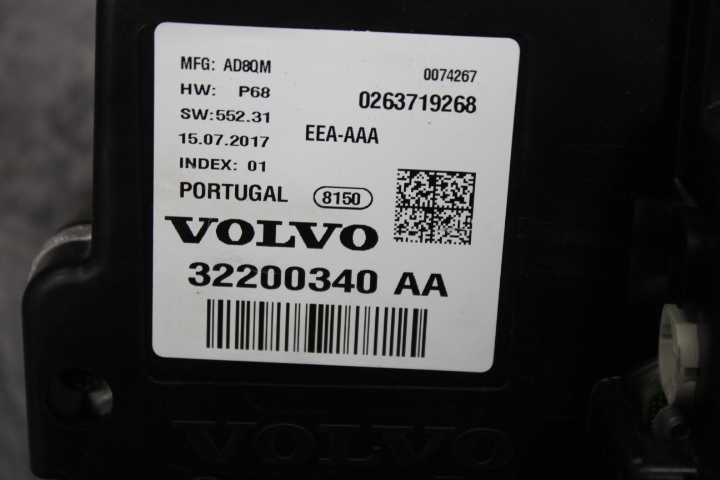 MFG: AD8QM 0074267
HW: P68 0263719268
SW:552.31
15.07.2017 EEA-AAA
INDEX: 01
PORTUGAL 8150
VOLVO
32200340 AA
VOLVO